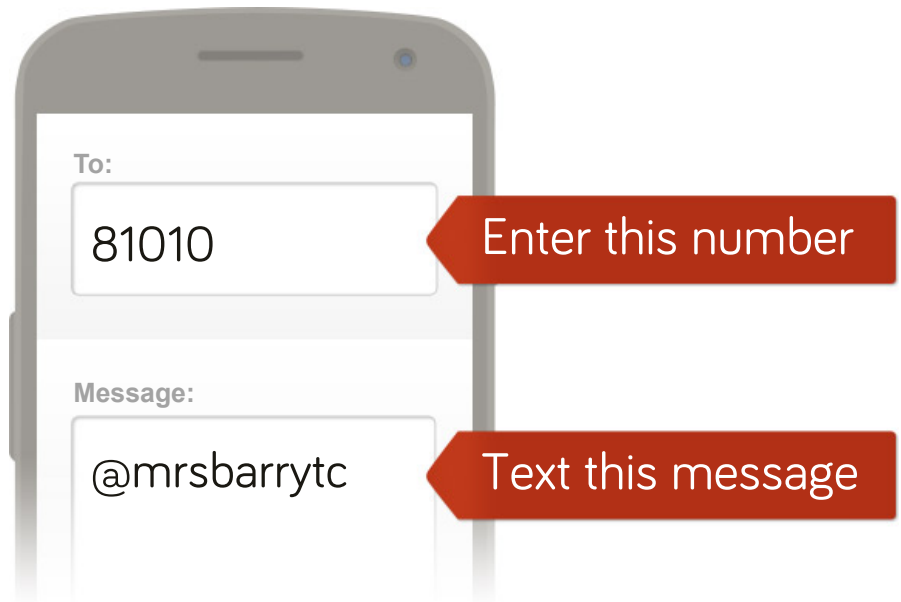 To:
81010
Enter this number
Message:
@mrsbarrytc
Text this message